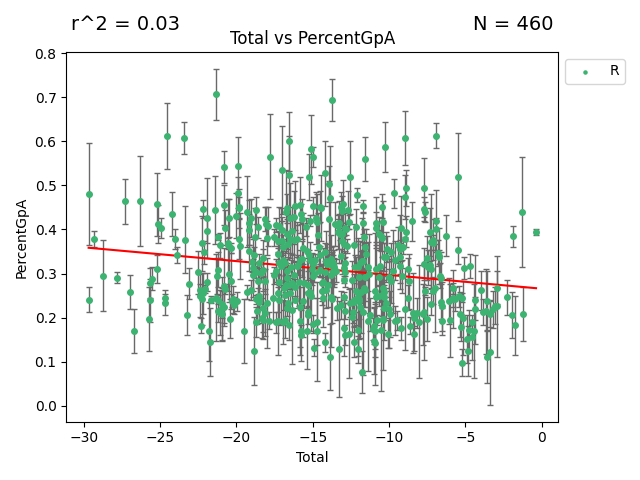 r^2 = 0.03
N = 460
Total vs PercentGpA
R
0.8
0.7
0.6
0.5
0.4
0.3
0.2
0.1
0.0
PercentGpA
−30
−25
−20
−15
−10
−5
0
Total